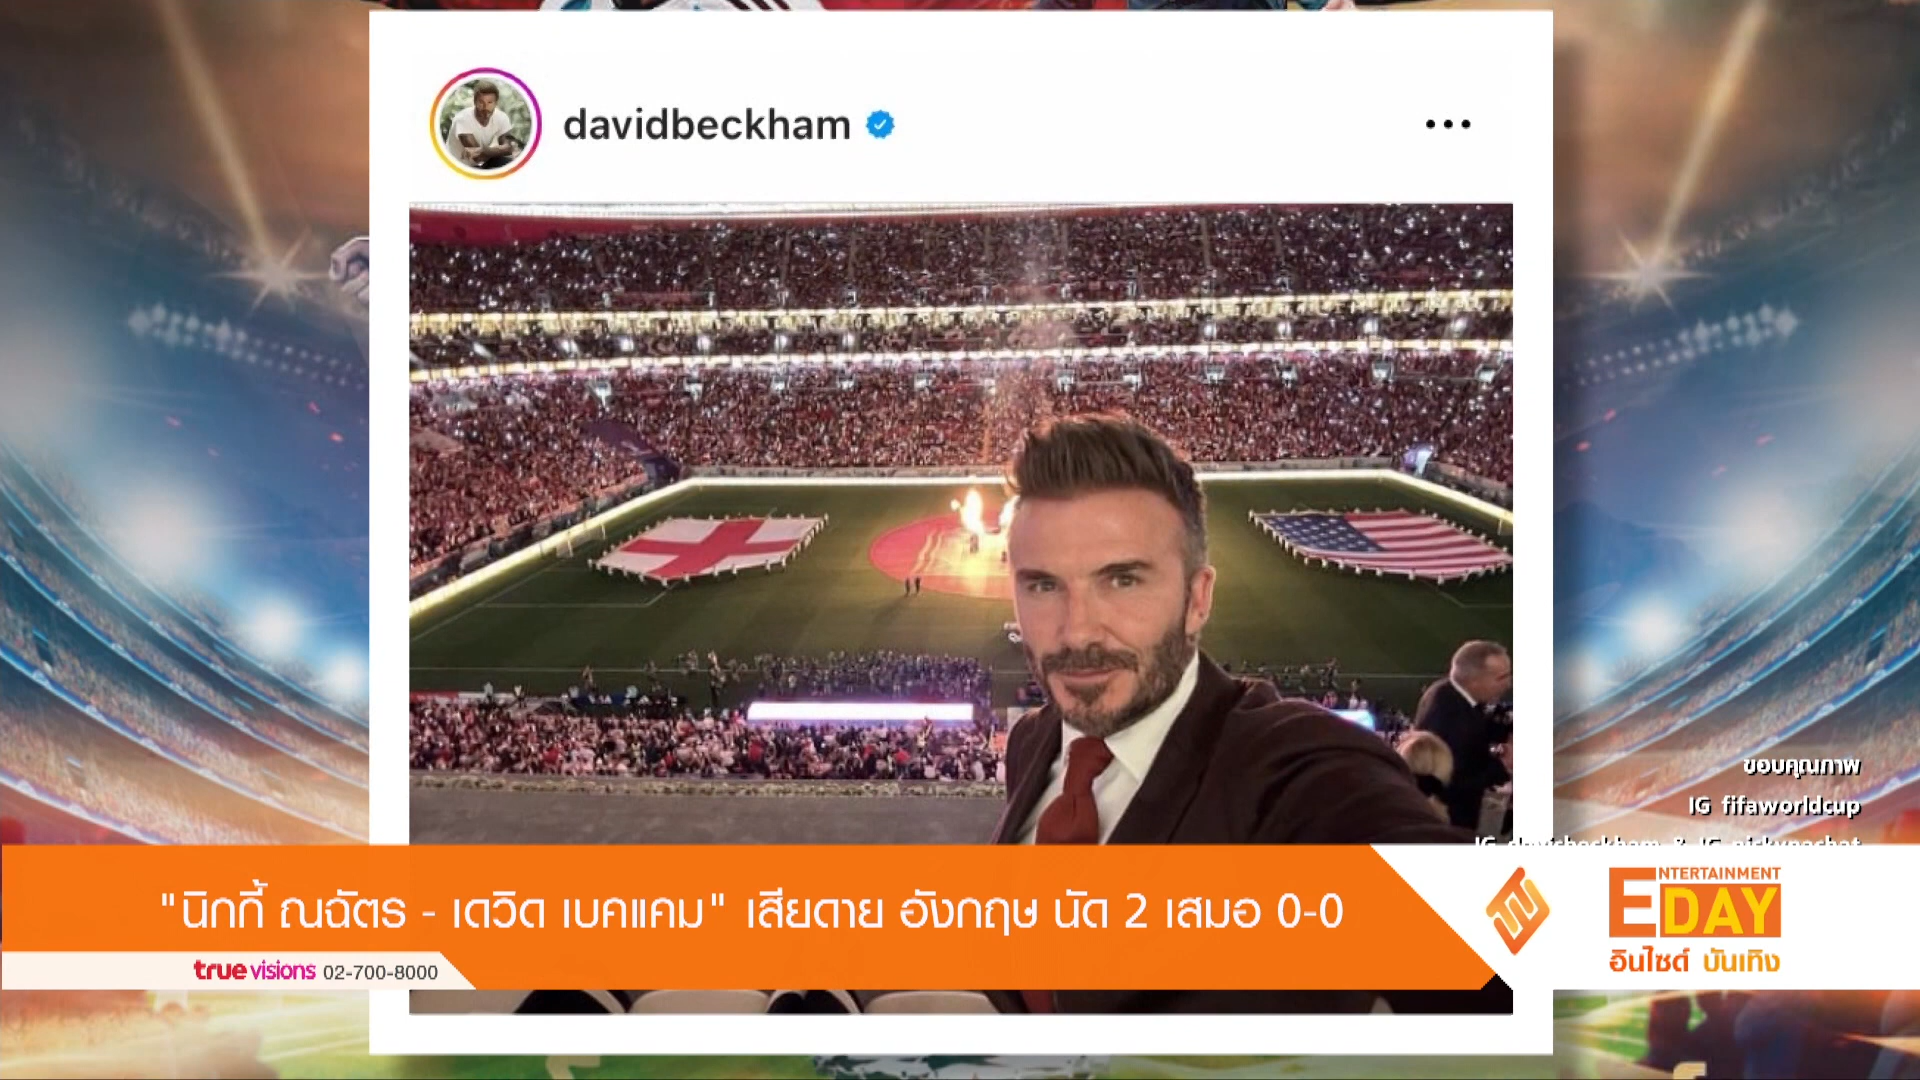 davidbeckham
ขอบคุณภาพ
IG fifaworldcup
"นิกกี้ ณฉัตร - เดวิด เบคแคม" เสียดาย อังกฤษ นัด 2 เสมอ 0-0
ENTERTAINMENT
EDAY
อินไซด์ บันเทิง
truevisions 02-700-8000